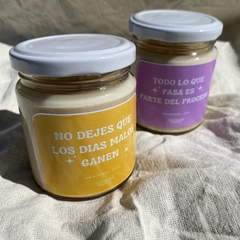 NO DEJES QUE
LOS DIAS MALOS
GANEN
TODO LO QUE
PASA ES
PARTE DEL PROCESO